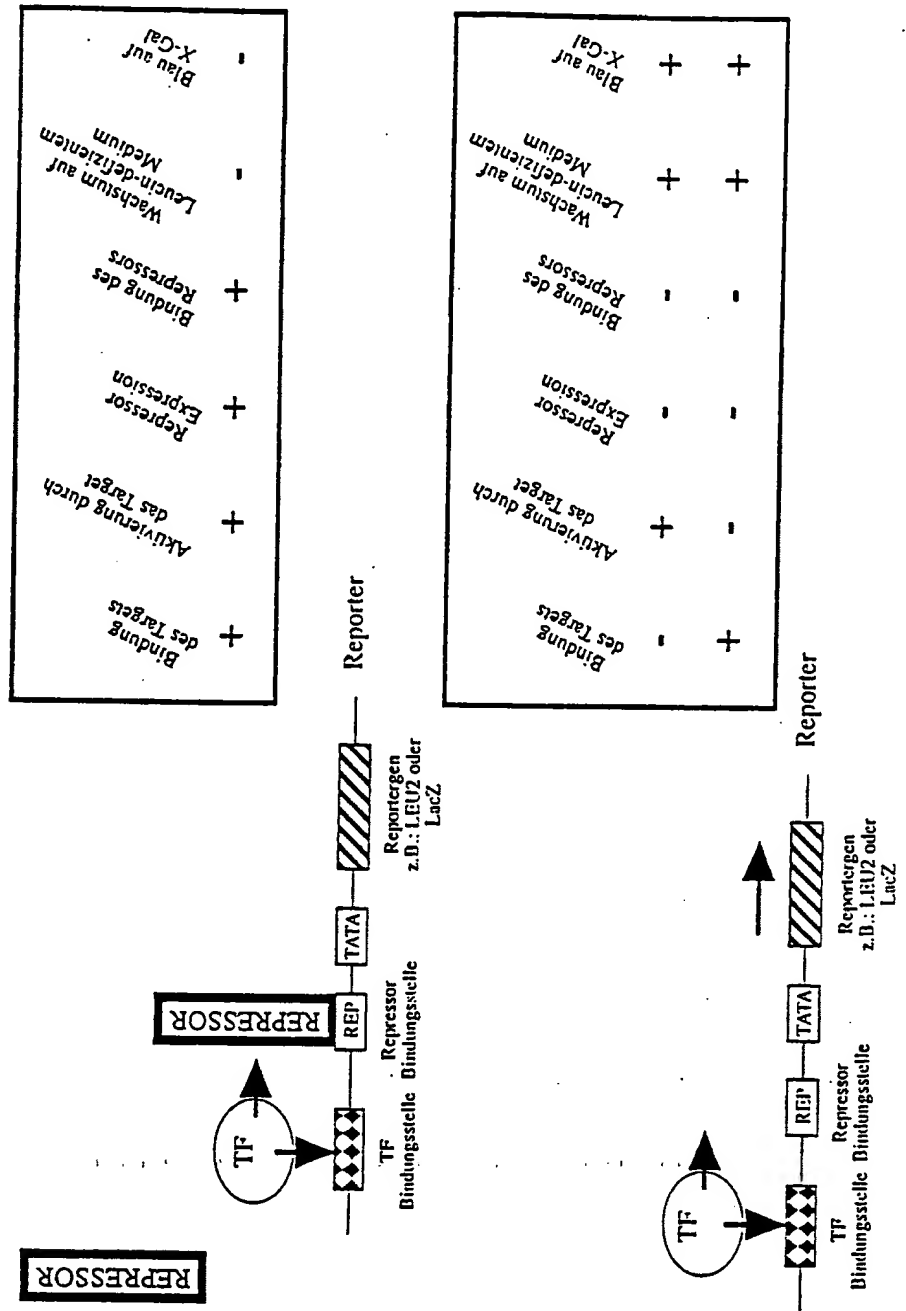 REPRESSOR
TF
REPRESSOR
REP
TATA
TF
Bindungsstelle
Repressor
Bindungsstelle
Reportergen
z.B.: LEU2 oder
LacZ
Reporter
Bindung
des Targets
Aktivierung durch
das Target
Repressor
Expression
Bindung des
Repressors
Wachstum auf
Leucin-defizientem
Medium
Blau auf
X-Gal
+ + + + - -
TF
REP
TATA
TF
Bindungsstelle
Repressor
Bindungsstelle
Reportergen
z.B.: LEU2 oder
LacZ
Reporter
Bindung
des Targets
Aktivierung durch
das Target
Repressor
Expression
Bindung des
Repressors
Wachstum auf
Leucin-defizientem
Medium
Blau auf
X-Gal
- + - - + +
+ - - - + +